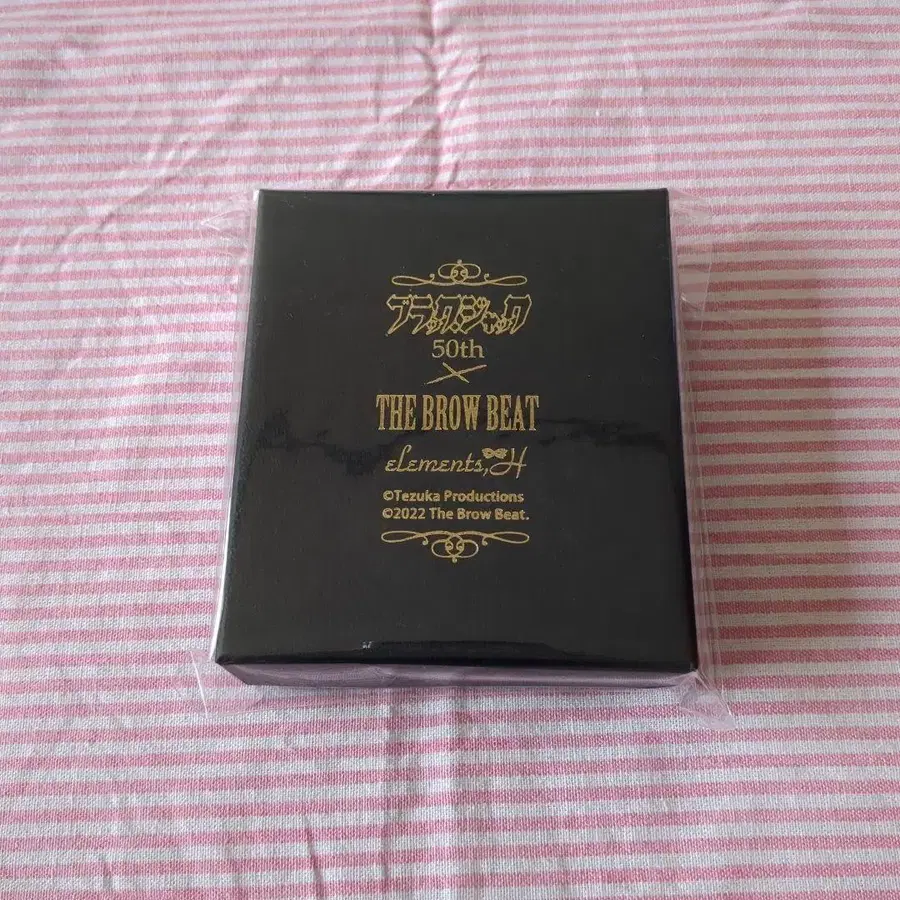 ブラック・ジャック
50th
×
THE BROW BEAT
elements,H
©Tezuka Productions
©2022 The Brow Beat.